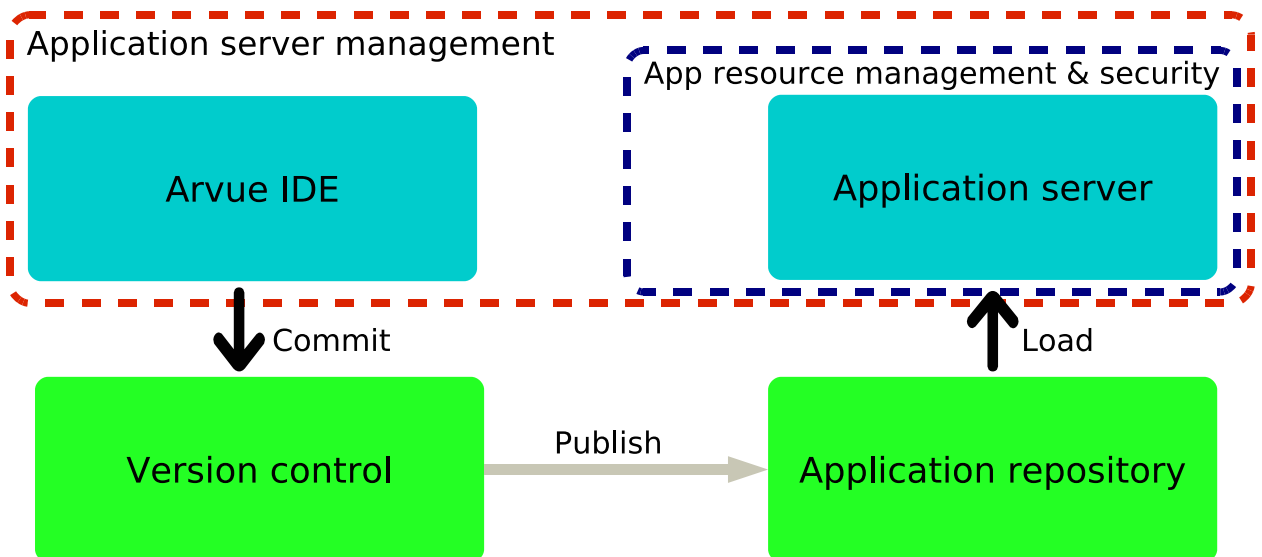 Application server management
App resource management & security
Arvue IDE
Application server
Commit
Load
Publish
Version control
Application repository